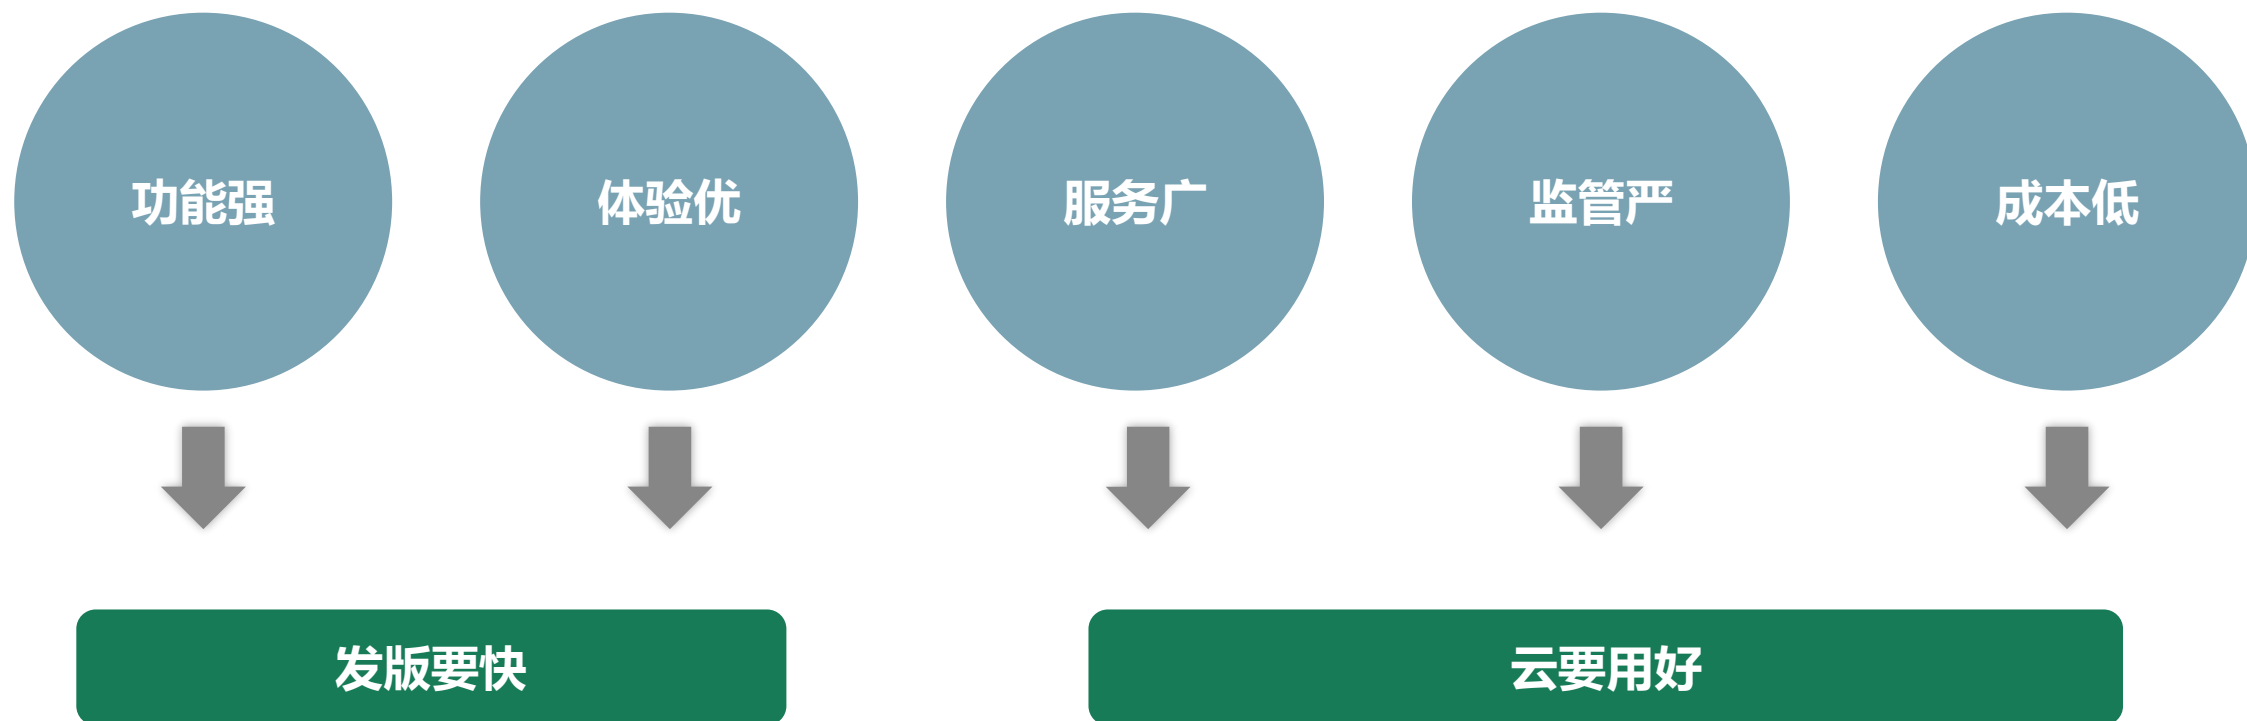 功能强
体验优
服务广
监管严
成本低
发版要快
云要用好